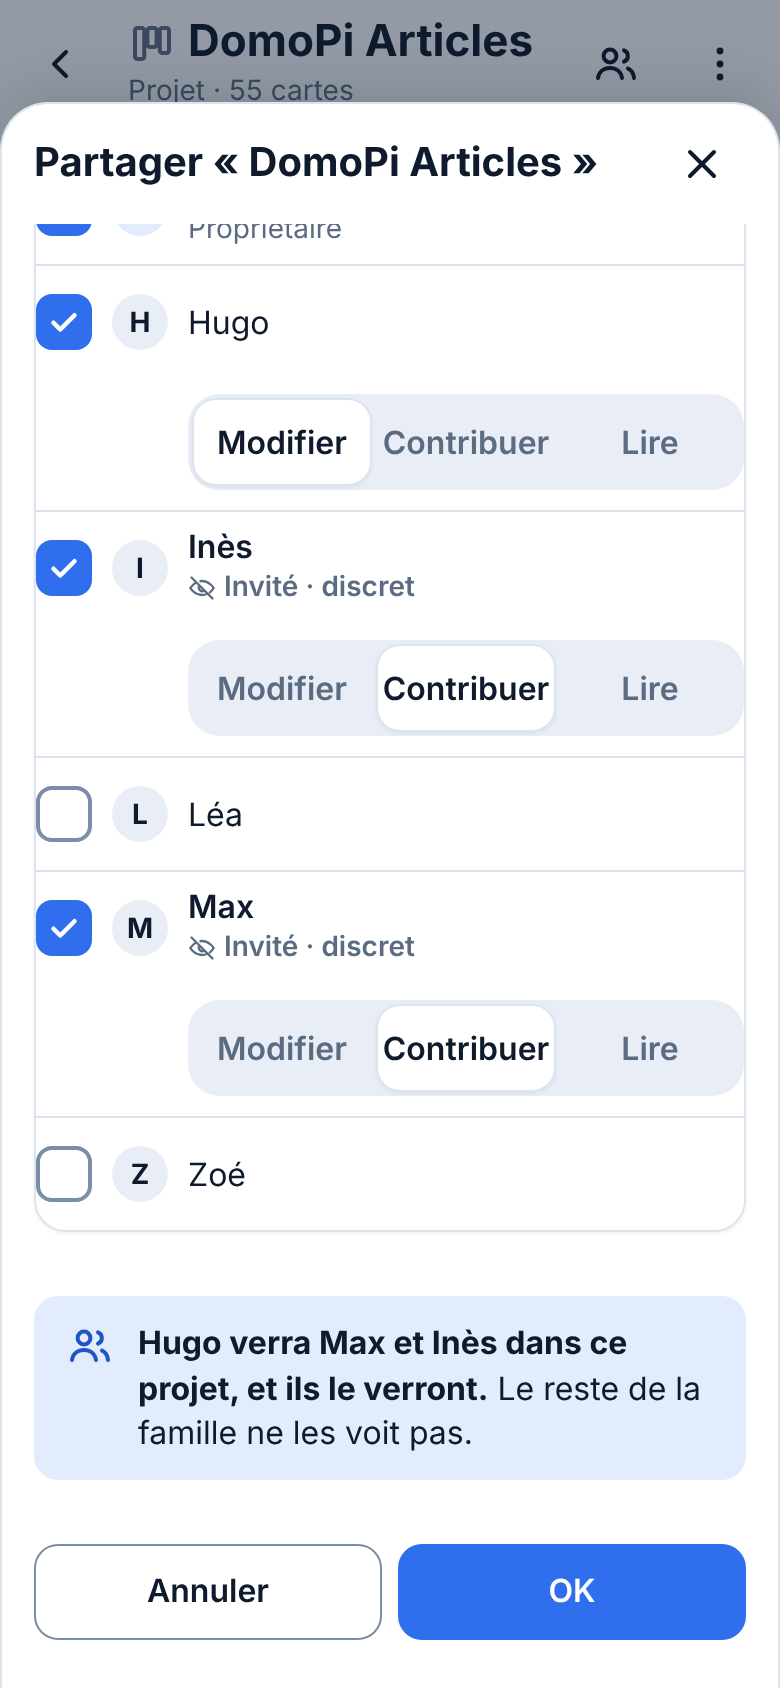 DomoPi Articles
Projet · 55 cartes
Partager « DomoPi Articles »
Propriétaire
H Hugo
Modifier Contribuer Lire
I Inès
Invité · discret
Modifier Contribuer Lire
L Léa
M Max
Invité · discret
Modifier Contribuer Lire
Z Zoé
Hugo verra Max et Inès dans ce
projet, et ils le verront. Le reste de la
famille ne les voit pas.
Annuler OK